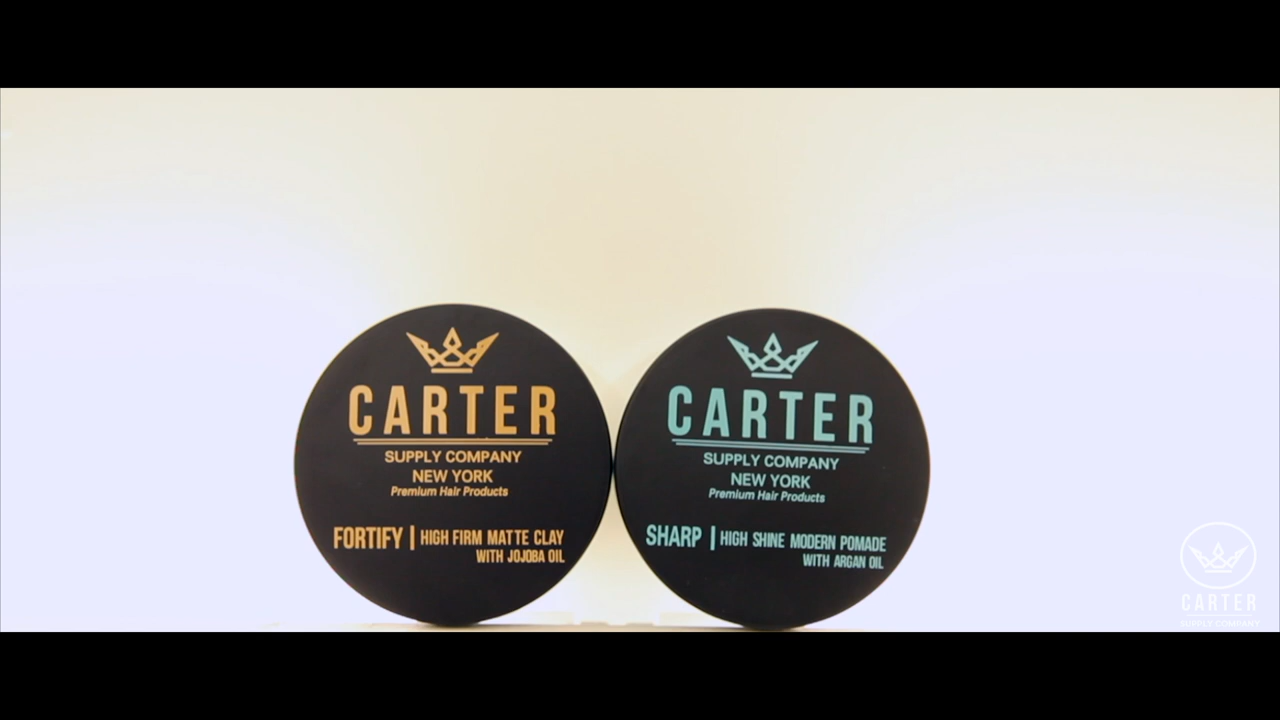 CARTER
SUPPLY COMPANY
NEW YORK
Premium Hair Products
FORTIFY | HIGH FIRM MATTE CLAY
WITH JOJOBA OIL
CARTER
SUPPLY COMPANY
NEW YORK
Premium Hair Products
SHARP | HIGH SHINE MODERN POMADE
WITH ARGAN OIL
CARTER
SUPPLY COMPANY